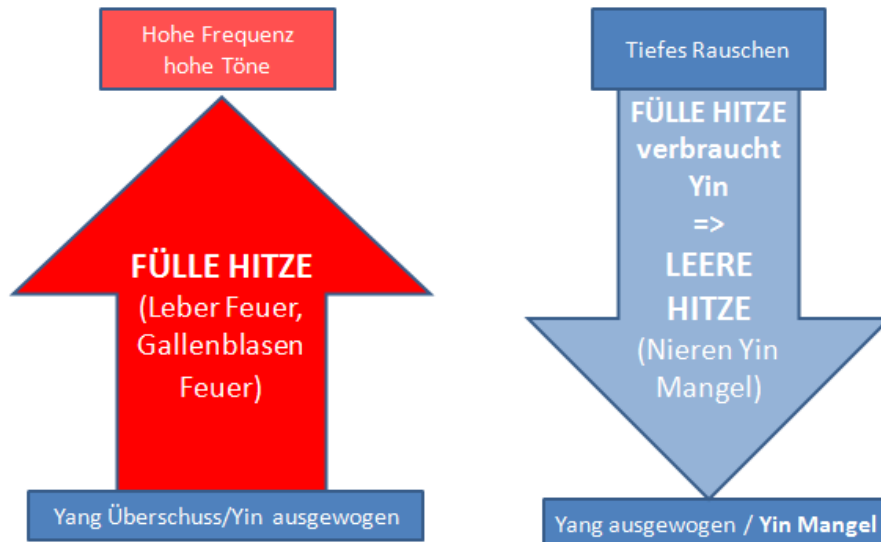 Hohe Frequenz
hohe Töne
FÜLLE HITZE
(Leber Feuer,
Gallenblasen
Feuer)
Yang Überschuss/Yin ausgewogen
Tiefes Rauschen
FÜLLE HITZE
verbraucht
Yin
=>
LEERE
HITZE
(Nieren Yin
Mangel)
Yang ausgewogen / Yin Mangel